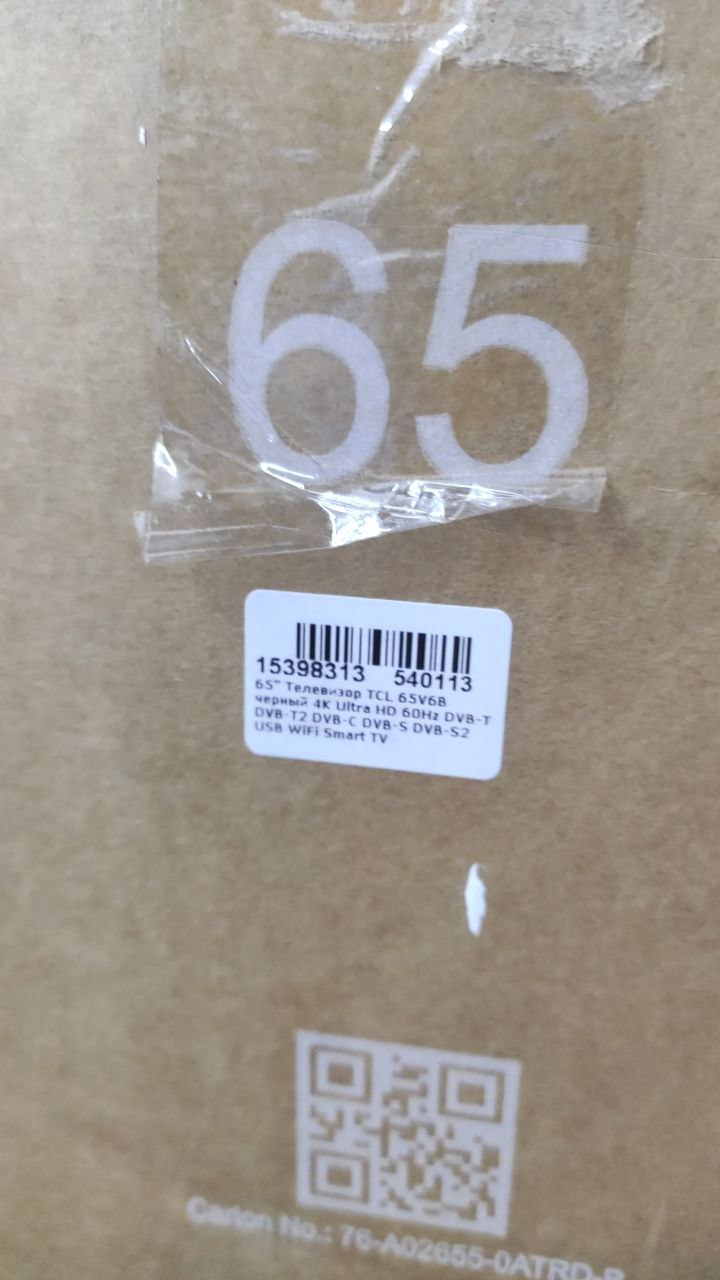 65
15398313 540113
65" Телевизор TCL 65V6B
черный 4K Ultra HD 60Hz DVB-T
DVB-T2 DVB-C DVB-S DVB-S2
USB WiFi Smart TV
Carton No.: 76-A02655-0ATRD-B